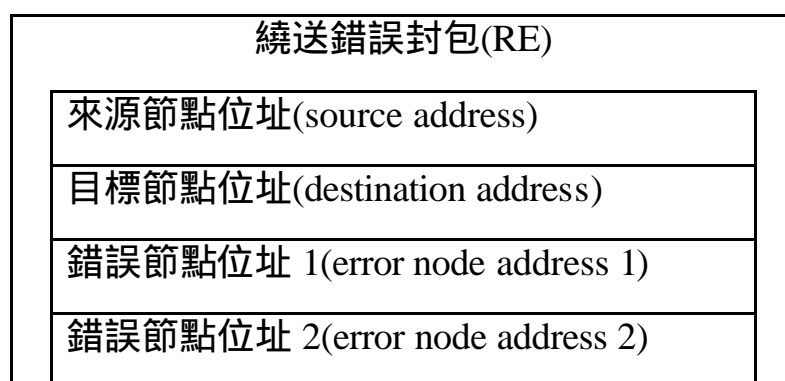 繞送錯誤封包(RE)
來源節點位址(source address)
目標節點位址(destination address)
錯誤節點位址 1(error node address 1)
錯誤節點位址 2(error node address 2)